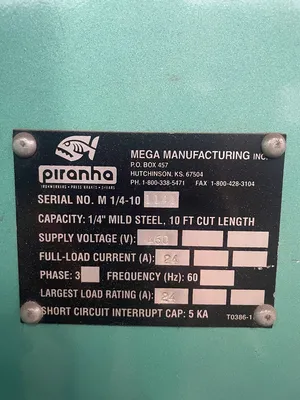 piranha
IRONWORKERS • PRESS BRAKES • SHEARS
MEGA MANUFACTURING INC.
P.O. BOX 457
HUTCHINSON, KS. 67504
PH. 1-800-338-5471 FAX 1-800-428-3104
SERIAL NO. M 1/4-10
CAPACITY: 1/4" MILD STEEL, 10 FT CUT LENGTH
SUPPLY VOLTAGE (V):
FULL-LOAD CURRENT (A): 24
PHASE: 3 FREQUENCY (Hz): 60
LARGEST LOAD RATING (A): 24
SHORT CIRCUIT INTERRUPT CAP: 5 KA